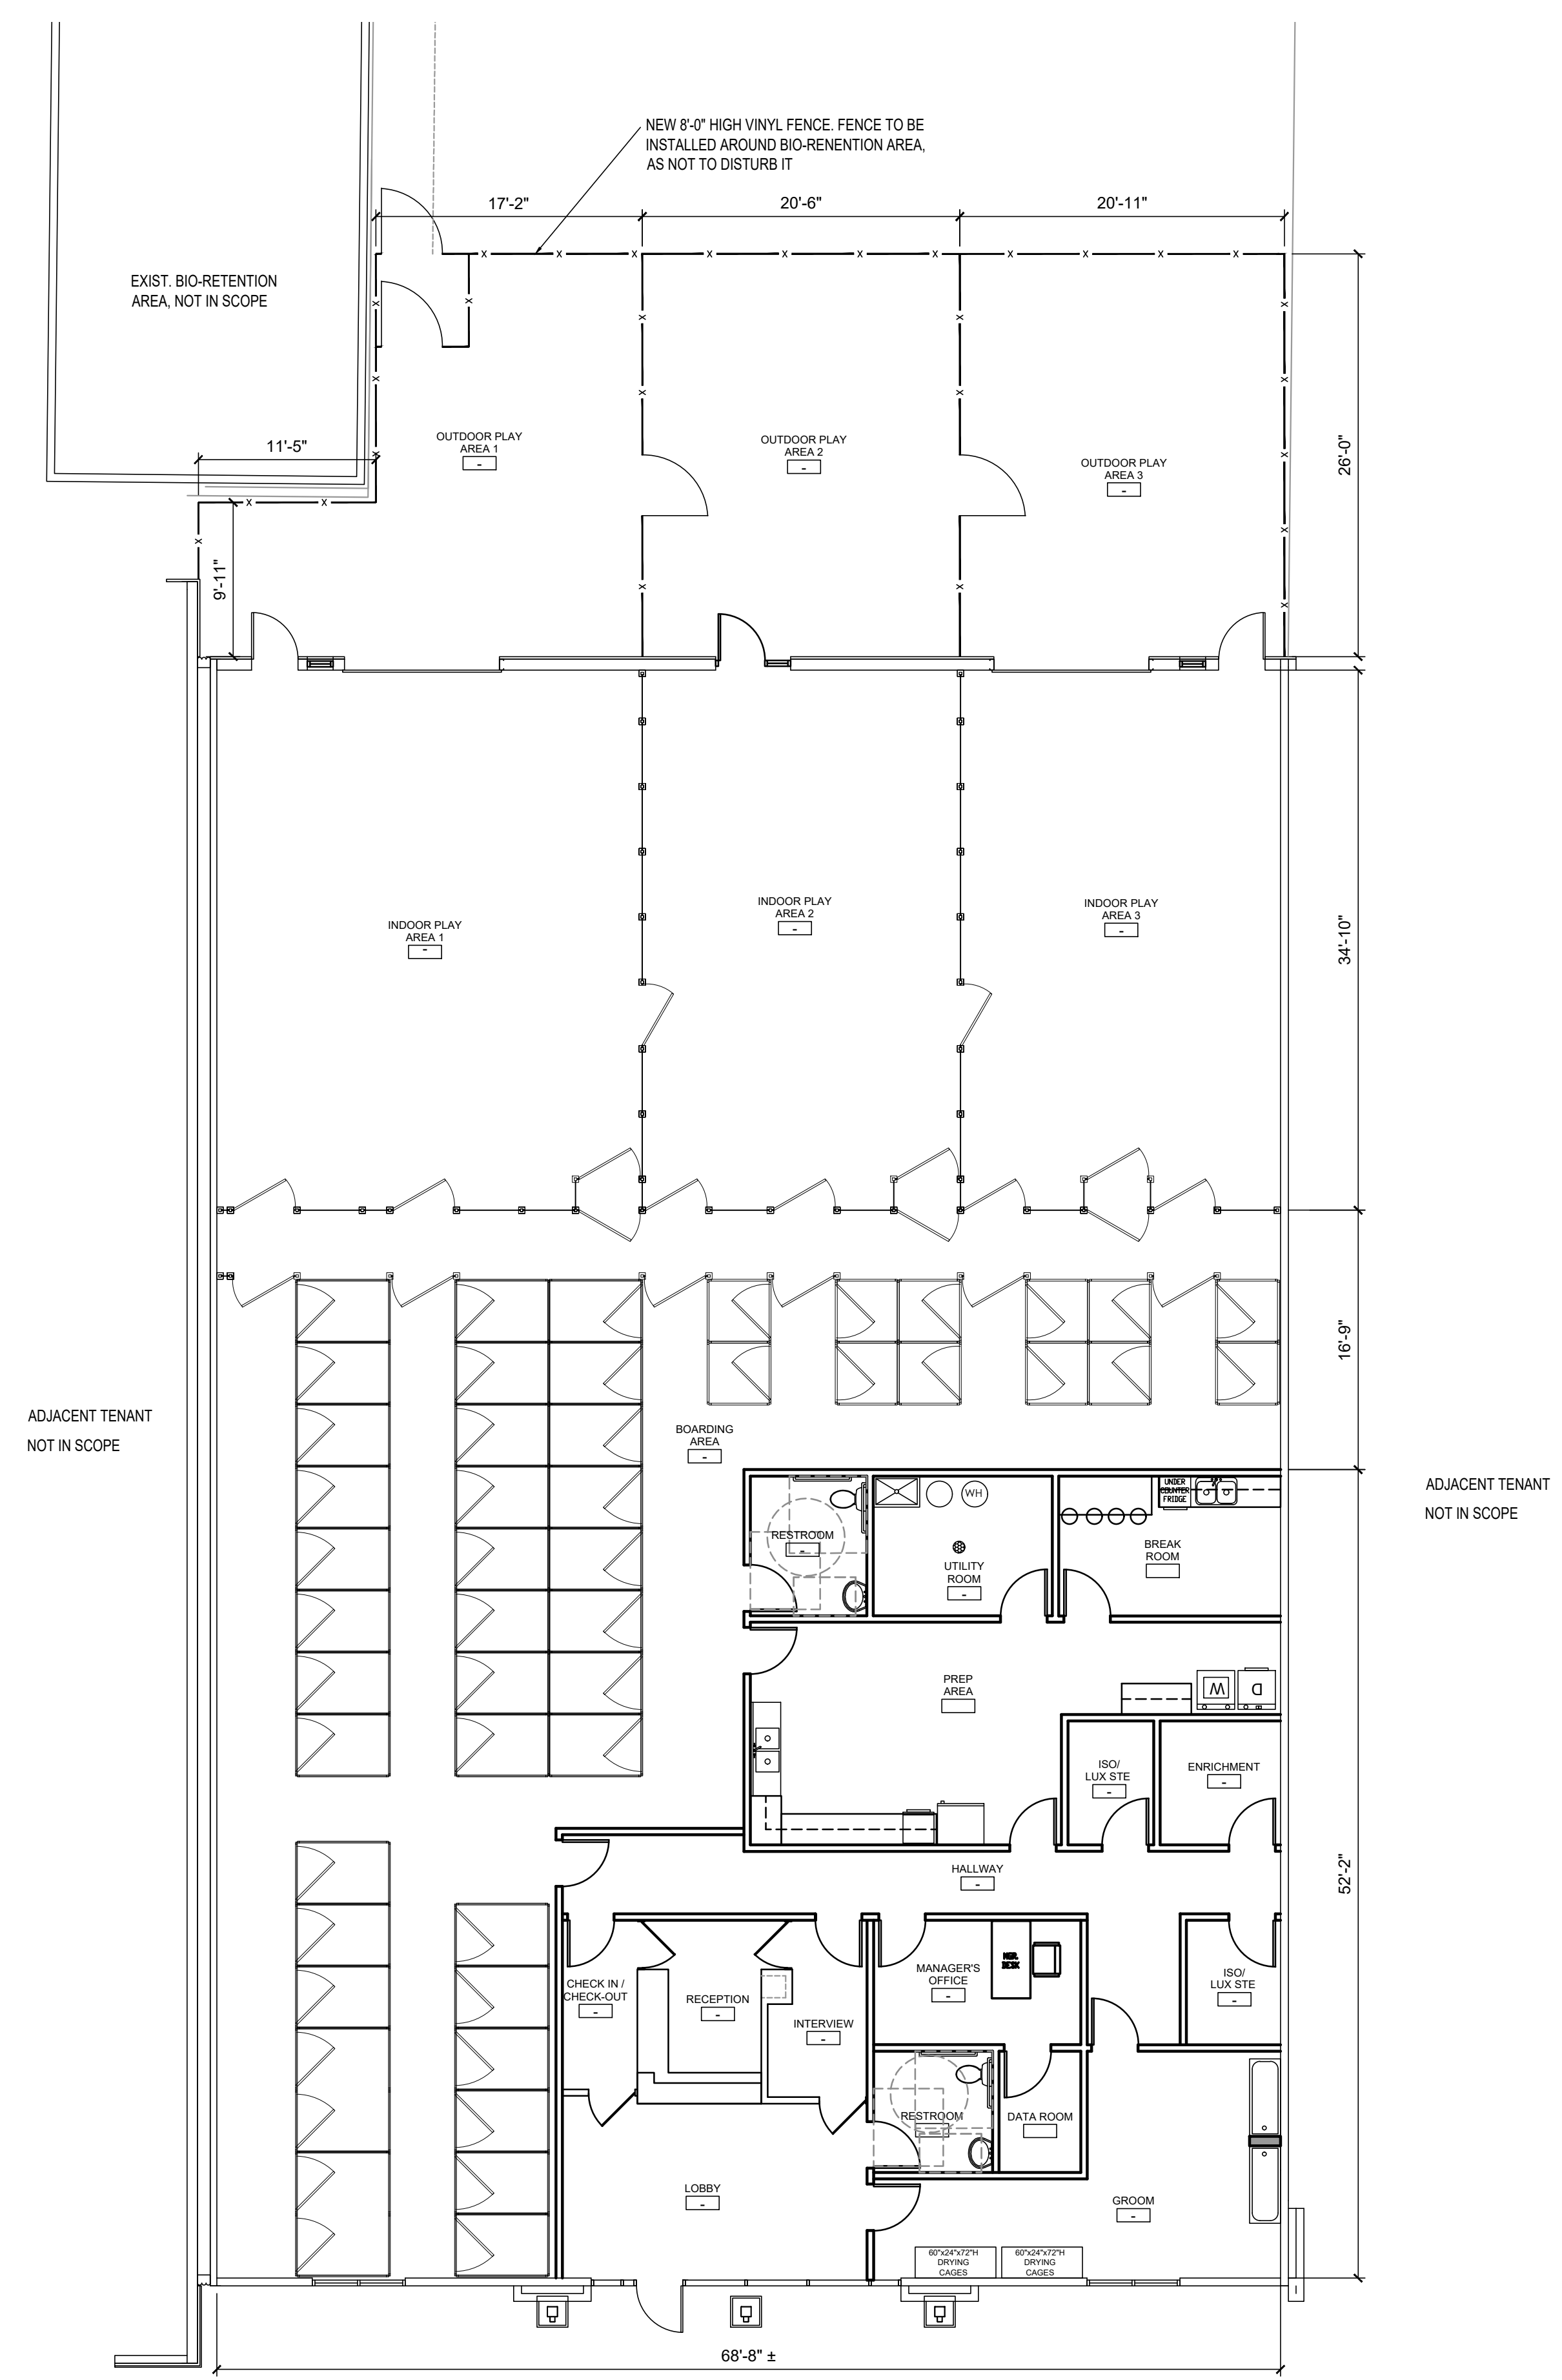 NEW 8'-0" HIGH VINYL FENCE. FENCE TO BE
INSTALLED AROUND BIO-RENENTION AREA,
AS NOT TO DISTURB IT
17'-2"
20'-6"
20'-11"
EXIST. BIO-RETENTION
AREA, NOT IN SCOPE
11'-5"
OUTDOOR PLAY
AREA 1
-
OUTDOOR PLAY
AREA 2
-
OUTDOOR PLAY
AREA 3
-
26'-0"
9'-11"
INDOOR PLAY
AREA 1
-
INDOOR PLAY
AREA 2
-
INDOOR PLAY
AREA 3
-
34'-10"
16'-9"
ADJACENT TENANT
NOT IN SCOPE
BOARDING
AREA
-
ADJACENT TENANT
NOT IN SCOPE
RESTROOM
-
WH
UTILITY
ROOM
-
UNDER
COUNTER
FRIDGE
BREAK
ROOM
PREP
AREA
W
D
ISO/
LUX STE
-
ENRICHMENT
-
HALLWAY
-
52'-2"
CHECK IN /
CHECK-OUT
-
RECEPTION
-
INTERVIEW
-
MANAGER'S
OFFICE
-
MGR.
DESK
ISO/
LUX STE
-
RESTROOM
-
DATA ROOM
LOBBY
-
GROOM
-
60"x24"x72"H
DRYING
CAGES
60"x24"x72"H
DRYING
CAGES
68'-8" ±